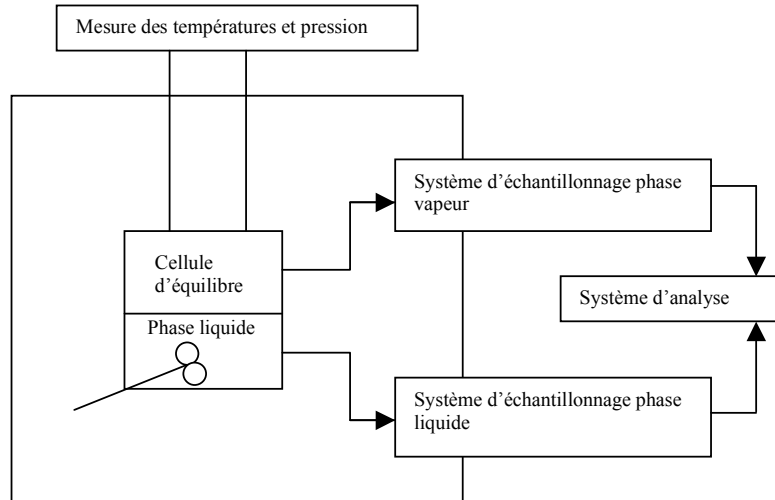 Mesure des températures et pression
Système d'échantillonnage phase
vapeur
Cellule
d'équilibre
Système d'analyse
Phase liquide
Système d'échantillonnage phase
liquide